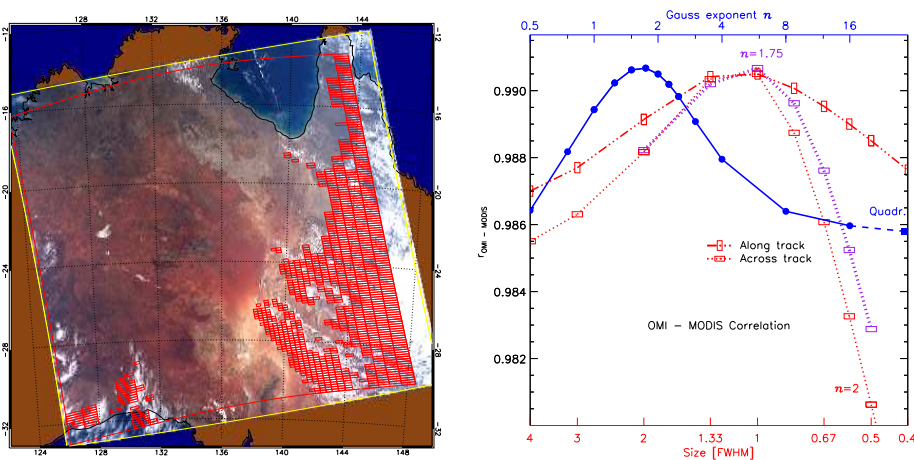 128 132 136 140 144
-12 -12
-16 -16
-20 -20
-24 -24
-28 -28
-32 -32
124 128 132 136 140 144 148
Gauss exponent n
0.5 1 2 4 8 16
n=1.75
0.990
0.988
0.986
0.984
0.982
rOMI – MODIS
Quadr.
Along track
Across track
OMI – MODIS Correlation
n=2
4 3 2 1.33 1 0.67 0.5 0.4
Size [FWHM]